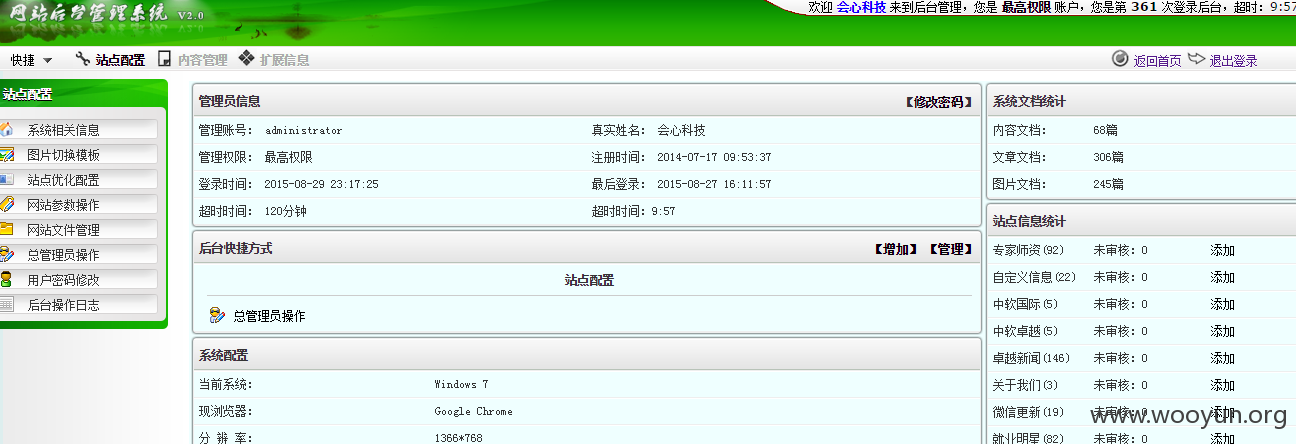 网站后台管理系统 V2.0
欢迎 会心科技 来到后台管理，您是 最高权限 账户，您是第 361 次登录后台，超时：9:57
快捷 站点配置 内容管理 扩展信息 返回首页 退出登录
站点配置
系统相关信息
图片切换模板
站点优化配置
网站参数操作
网站文件管理
总管理员操作
用户密码修改
后台操作日志
管理员信息 【修改密码】
管理账号： administrator 真实姓名： 会心科技
管理权限： 最高权限 注册时间： 2014-07-17 09:53:37
登录时间： 2015-08-29 23:17:25 最后登录： 2015-08-27 16:11:57
超时时间： 120分钟 超时时间：9:57
后台快捷方式 【增加】 【管理】
站点配置
总管理员操作
系统配置
当前系统： Windows 7
现浏览器： Google Chrome
分 辨 率： 1366*768
系统文档统计
内容文档： 68篇
文章文档： 306篇
图片文档： 245篇
站点信息统计
专家师资(92) 未审核：0 添加
自定义信息(22) 未审核：0 添加
中软国际(5) 未审核：0 添加
中软卓越(5) 未审核：0 添加
卓越新闻(146) 未审核：0 添加
关于我们(3) 未审核：0 添加
微信更新(19) 未审核：0 添加
就业明星(82) 未审核：0 添加
www.wooyun.org